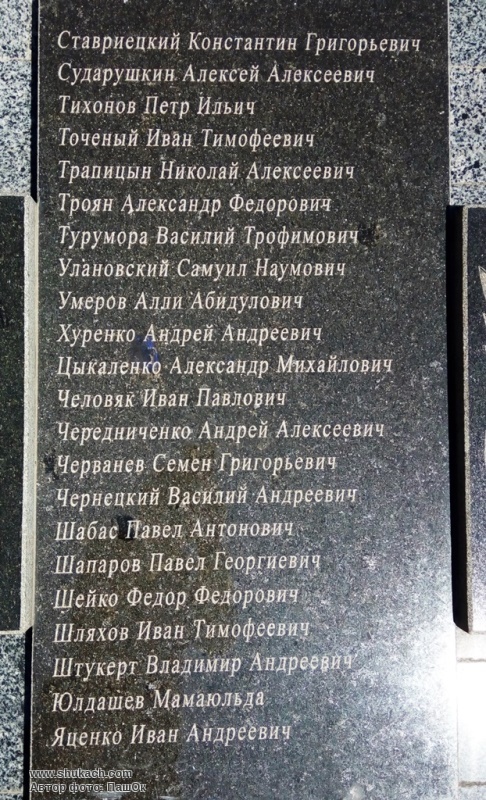 Ставриецкий Константин Григорьевич
Сударушкин Алексей Алексеевич
Тихонов Петр Ильич
Точеный Иван Тимофеевич
Трапицын Николай Алексеевич
Троян Александр Федорович
Турумора Василий Трофимович
Улановский Самуил Наумович
Умеров Алли Абидулович
Хуренко Андрей Андреевич
Цыкаленко Александр Михайлович
Человяк Иван Павлович
Чередниченко Андрей Алексеевич
Черванев Семен Григорьевич
Чернецкий Василий Андреевич
Шабас Павел Антонович
Шапаров Павел Георгиевич
Шейко Федор Федорович
Шляхов Иван Тимофеевич
Штукерт Владимир Андреевич
Юлдашев Мамаюльда
Яценко Иван Андреевич
www.shukach.com
Автор фото: ПашОк